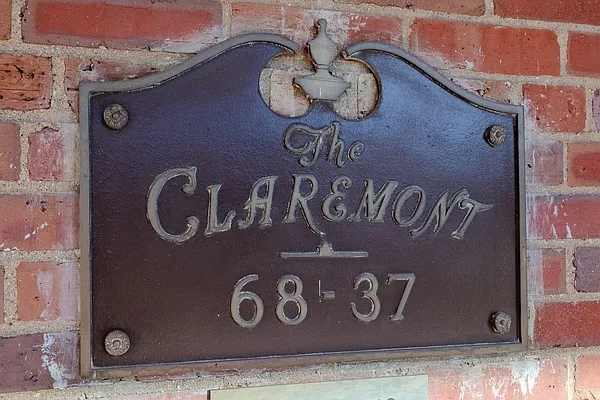 The
CLAREMONT
68-37